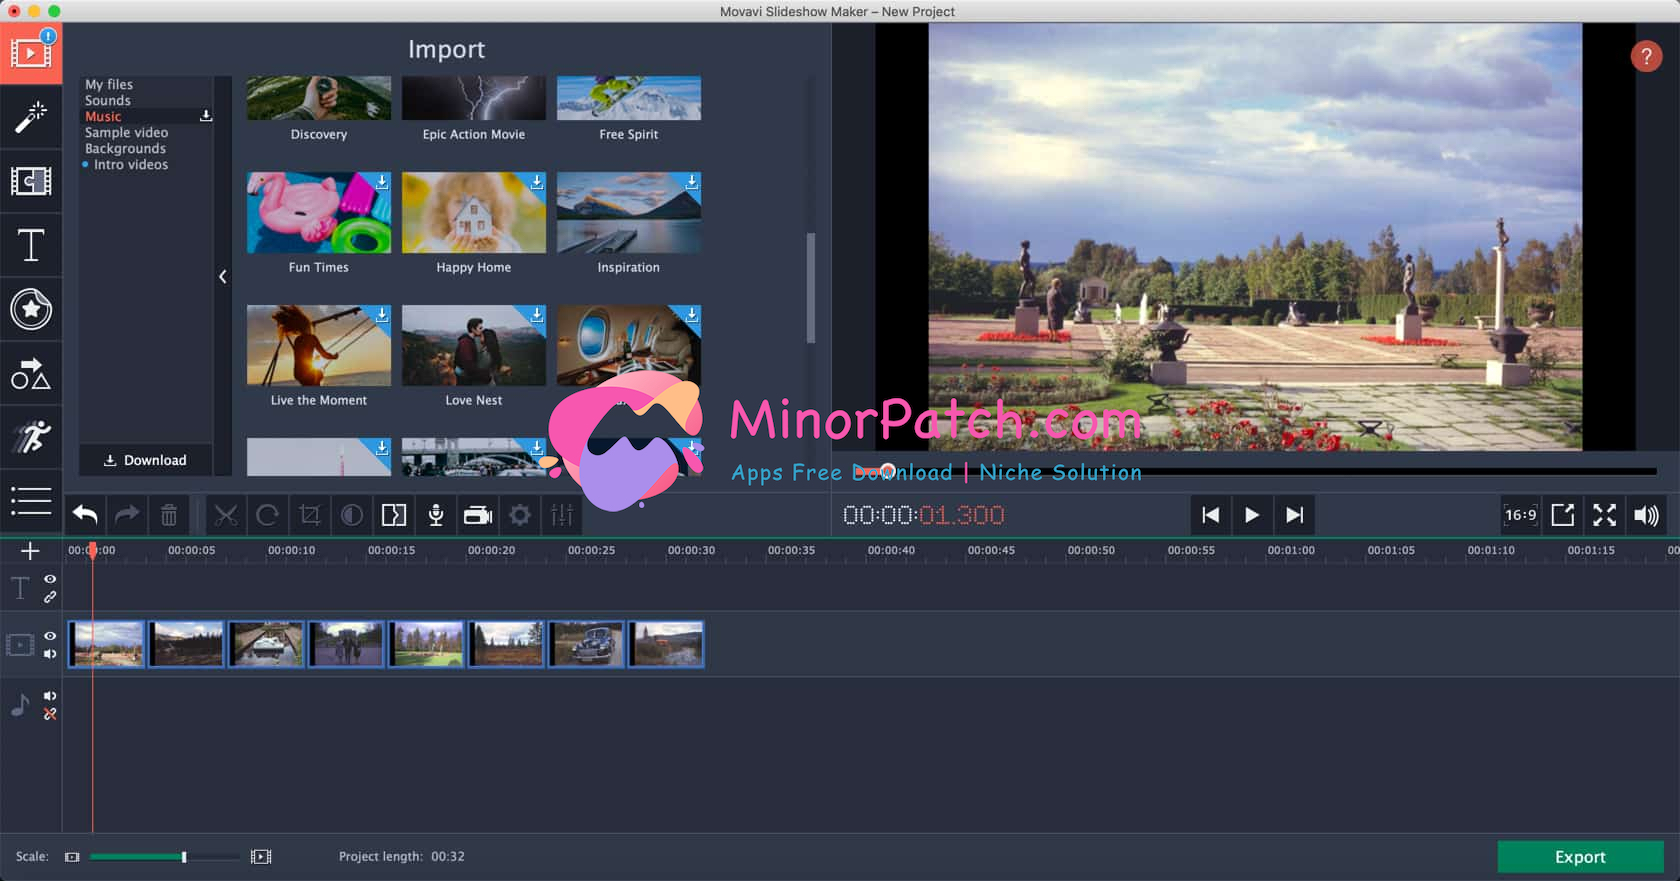 Movavi Slideshow Maker – New Project
Import
My files
Sounds
Music
Sample video
Backgrounds
Intro videos
Download
Discovery
Epic Action Movie
Free Spirit
Fun Times
Happy Home
Inspiration
Live the Moment
Love Nest
MinorPatch.com
Apps Free Download | Niche Solution
?
00:00:01.300
16:9
00:00:00
00:00:05
00:00:10
00:00:15
00:00:20
00:00:25
00:00:30
00:00:35
00:00:40
00:00:45
00:00:50
00:00:55
00:01:00
00:01:05
00:01:10
00:01:15
00
T
Scale:
Project length: 00:32
Export